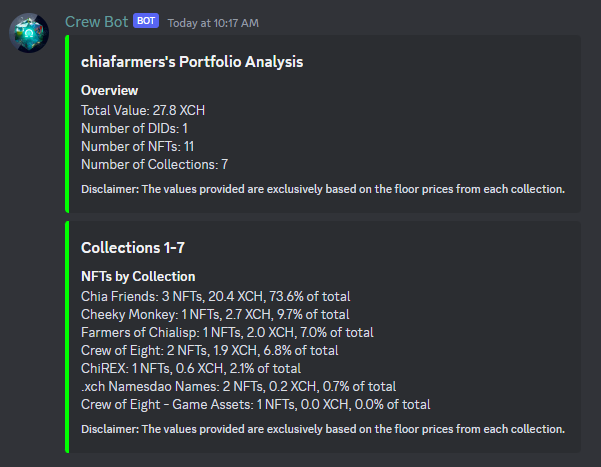 Crew Bot BOT Today at 10:17 AM
chiafarmers's Portfolio Analysis
Overview
Total Value: 27.8 XCH
Number of DIDs: 1
Number of NFTs: 11
Number of Collections: 7
Disclaimer: The values provided are exclusively based on the floor prices from each collection.
Collections 1-7
NFTs by Collection
Chia Friends: 3 NFTs, 20.4 XCH, 73.6% of total
Cheeky Monkey: 1 NFTs, 2.7 XCH, 9.7% of total
Farmers of Chialisp: 1 NFTs, 2.0 XCH, 7.0% of total
Crew of Eight: 2 NFTs, 1.9 XCH, 6.8% of total
ChiREX: 1 NFTs, 0.6 XCH, 2.1% of total
.xch Namesdao Names: 2 NFTs, 0.2 XCH, 0.7% of total
Crew of Eight - Game Assets: 1 NFTs, 0.0 XCH, 0.0% of total
Disclaimer: The values provided are exclusively based on the floor prices from each collection.